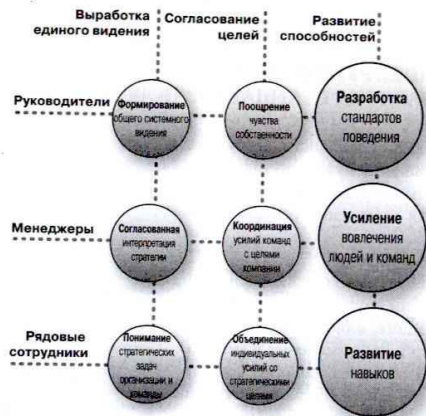 Выработка
единого видения
Согласование
целей
Развитие
способностей
Руководители
Формирование
общего системного
видения
Поощрение
чувства
собственности
Разработка
стандартов
поведения
Менеджеры
Согласованная
интерпретация
стратегии
Координация
усилий команд
с целями
компании
Усиление
вовлечения
людей и команд
Рядовые
сотрудники
Понимание
стратегических
задач
организации и
команды
Объединение
индивидуальных
усилий со
стратегическими
целями
Развитие
навыков